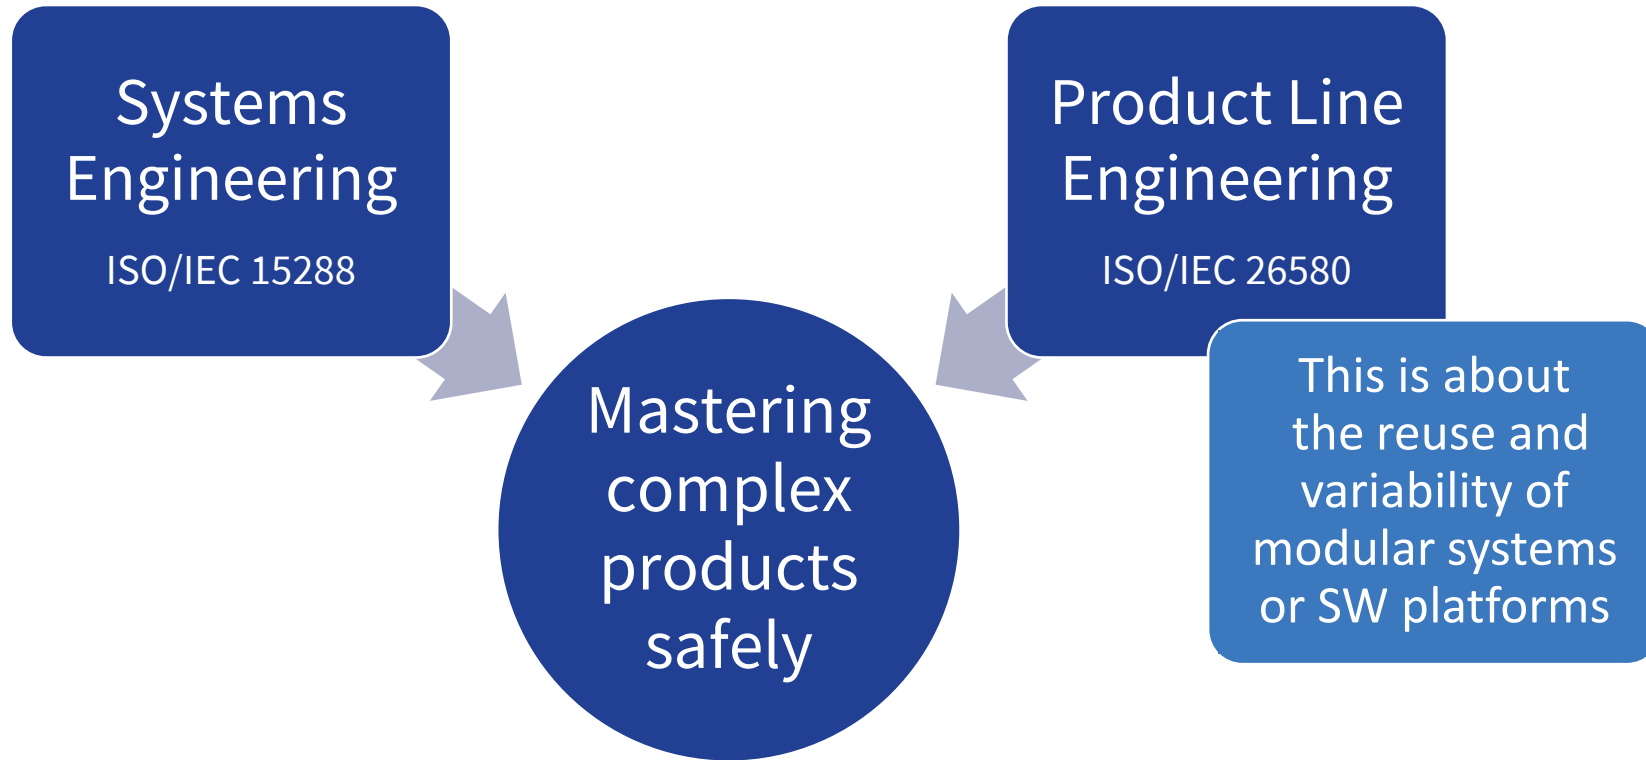 Systems
Engineering
ISO/IEC 15288
Product Line
Engineering
ISO/IEC 26580
This is about
the reuse and
variability of
modular systems
or SW platforms
Mastering
complex
products
safely